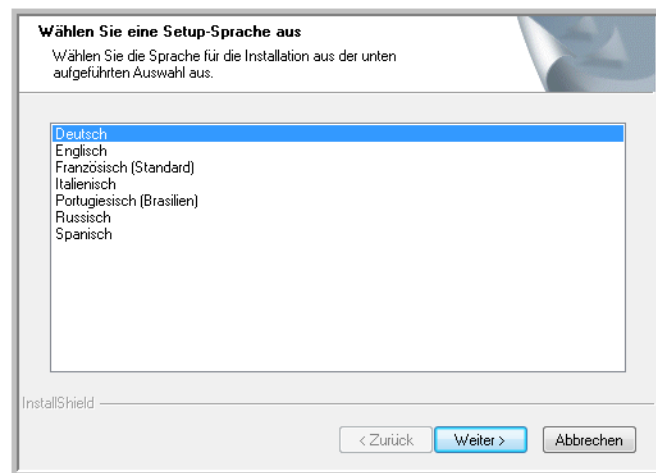 Wählen Sie eine Setup-Sprache aus
Wählen Sie die Sprache für die Installation aus der unten
aufgeführten Auswahl aus.
Deutsch
Englisch
Französisch (Standard)
Italienisch
Portugiesisch (Brasilien)
Russisch
Spanisch
InstallShield
< Zurück Weiter > Abbrechen